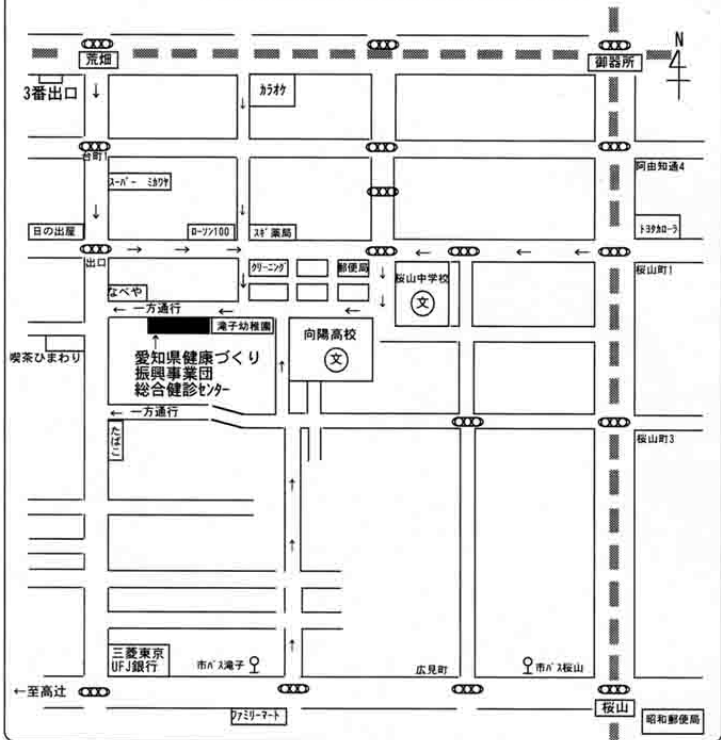 荒畑
御器所
N
3番出口
カラオケ
台町1
阿由知通4
スーパー ミカワヤ
日の出屋
ローソン100
スギ薬局
トヨタカローラ
出口
クリーニング
郵便局
桜山中学校
文
桜山町1
なべや
一方通行
滝子幼稚園
向陽高校
文
喫茶ひまわり
愛知県健康づくり
振興事業団
総合健診センター
一方通行
たばこ
桜山町3
三菱東京
UFJ銀行
市バス滝子
広見町
市バス桜山
←至高辻
ファミリーマート
桜山
昭和郵便局